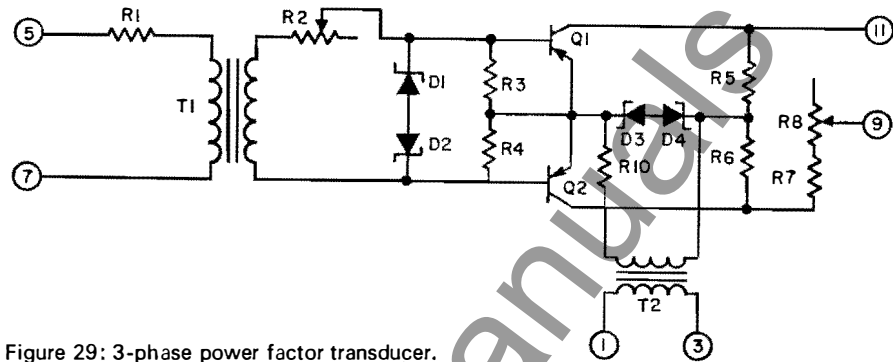 5
R1
R2
11
Q1
T1
D1
R3
R5
R8
9
D2
R4
D3
D4
R10
R6
R7
Q2
7
T2
1
3
Figure 29: 3-phase power factor transducer.
anuals